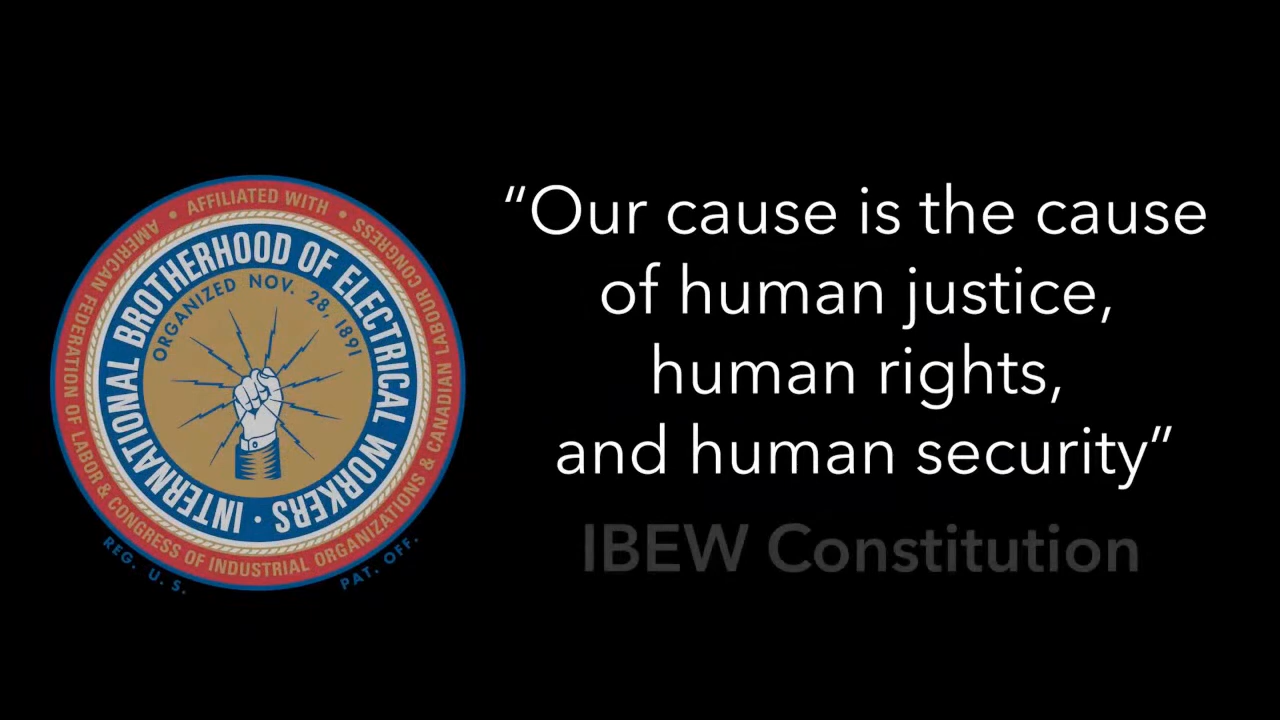 AFFILIATED WITH
AMERICAN FEDERATION OF LABOR & CONGRESS OF INDUSTRIAL ORGANIZATIONS & CANADIAN LABOUR CONGRESS
INTERNATIONAL BROTHERHOOD OF ELECTRICAL WORKERS
ORGANIZED NOV. 28, 1891
REG. U. S. PAT. OFF.
“Our cause is the cause
of human justice,
human rights,
and human security”
IBEW Constitution